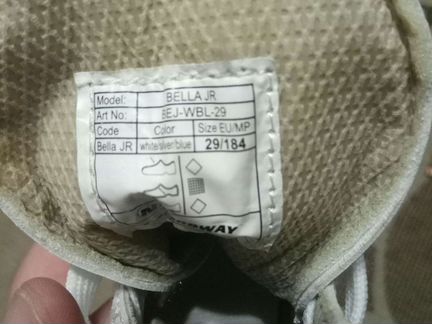 Model: BELLA JR
Art No: BEJ-WBL-29
Code Color Size EU/MP
Bella JR white/silver/blue 29/184